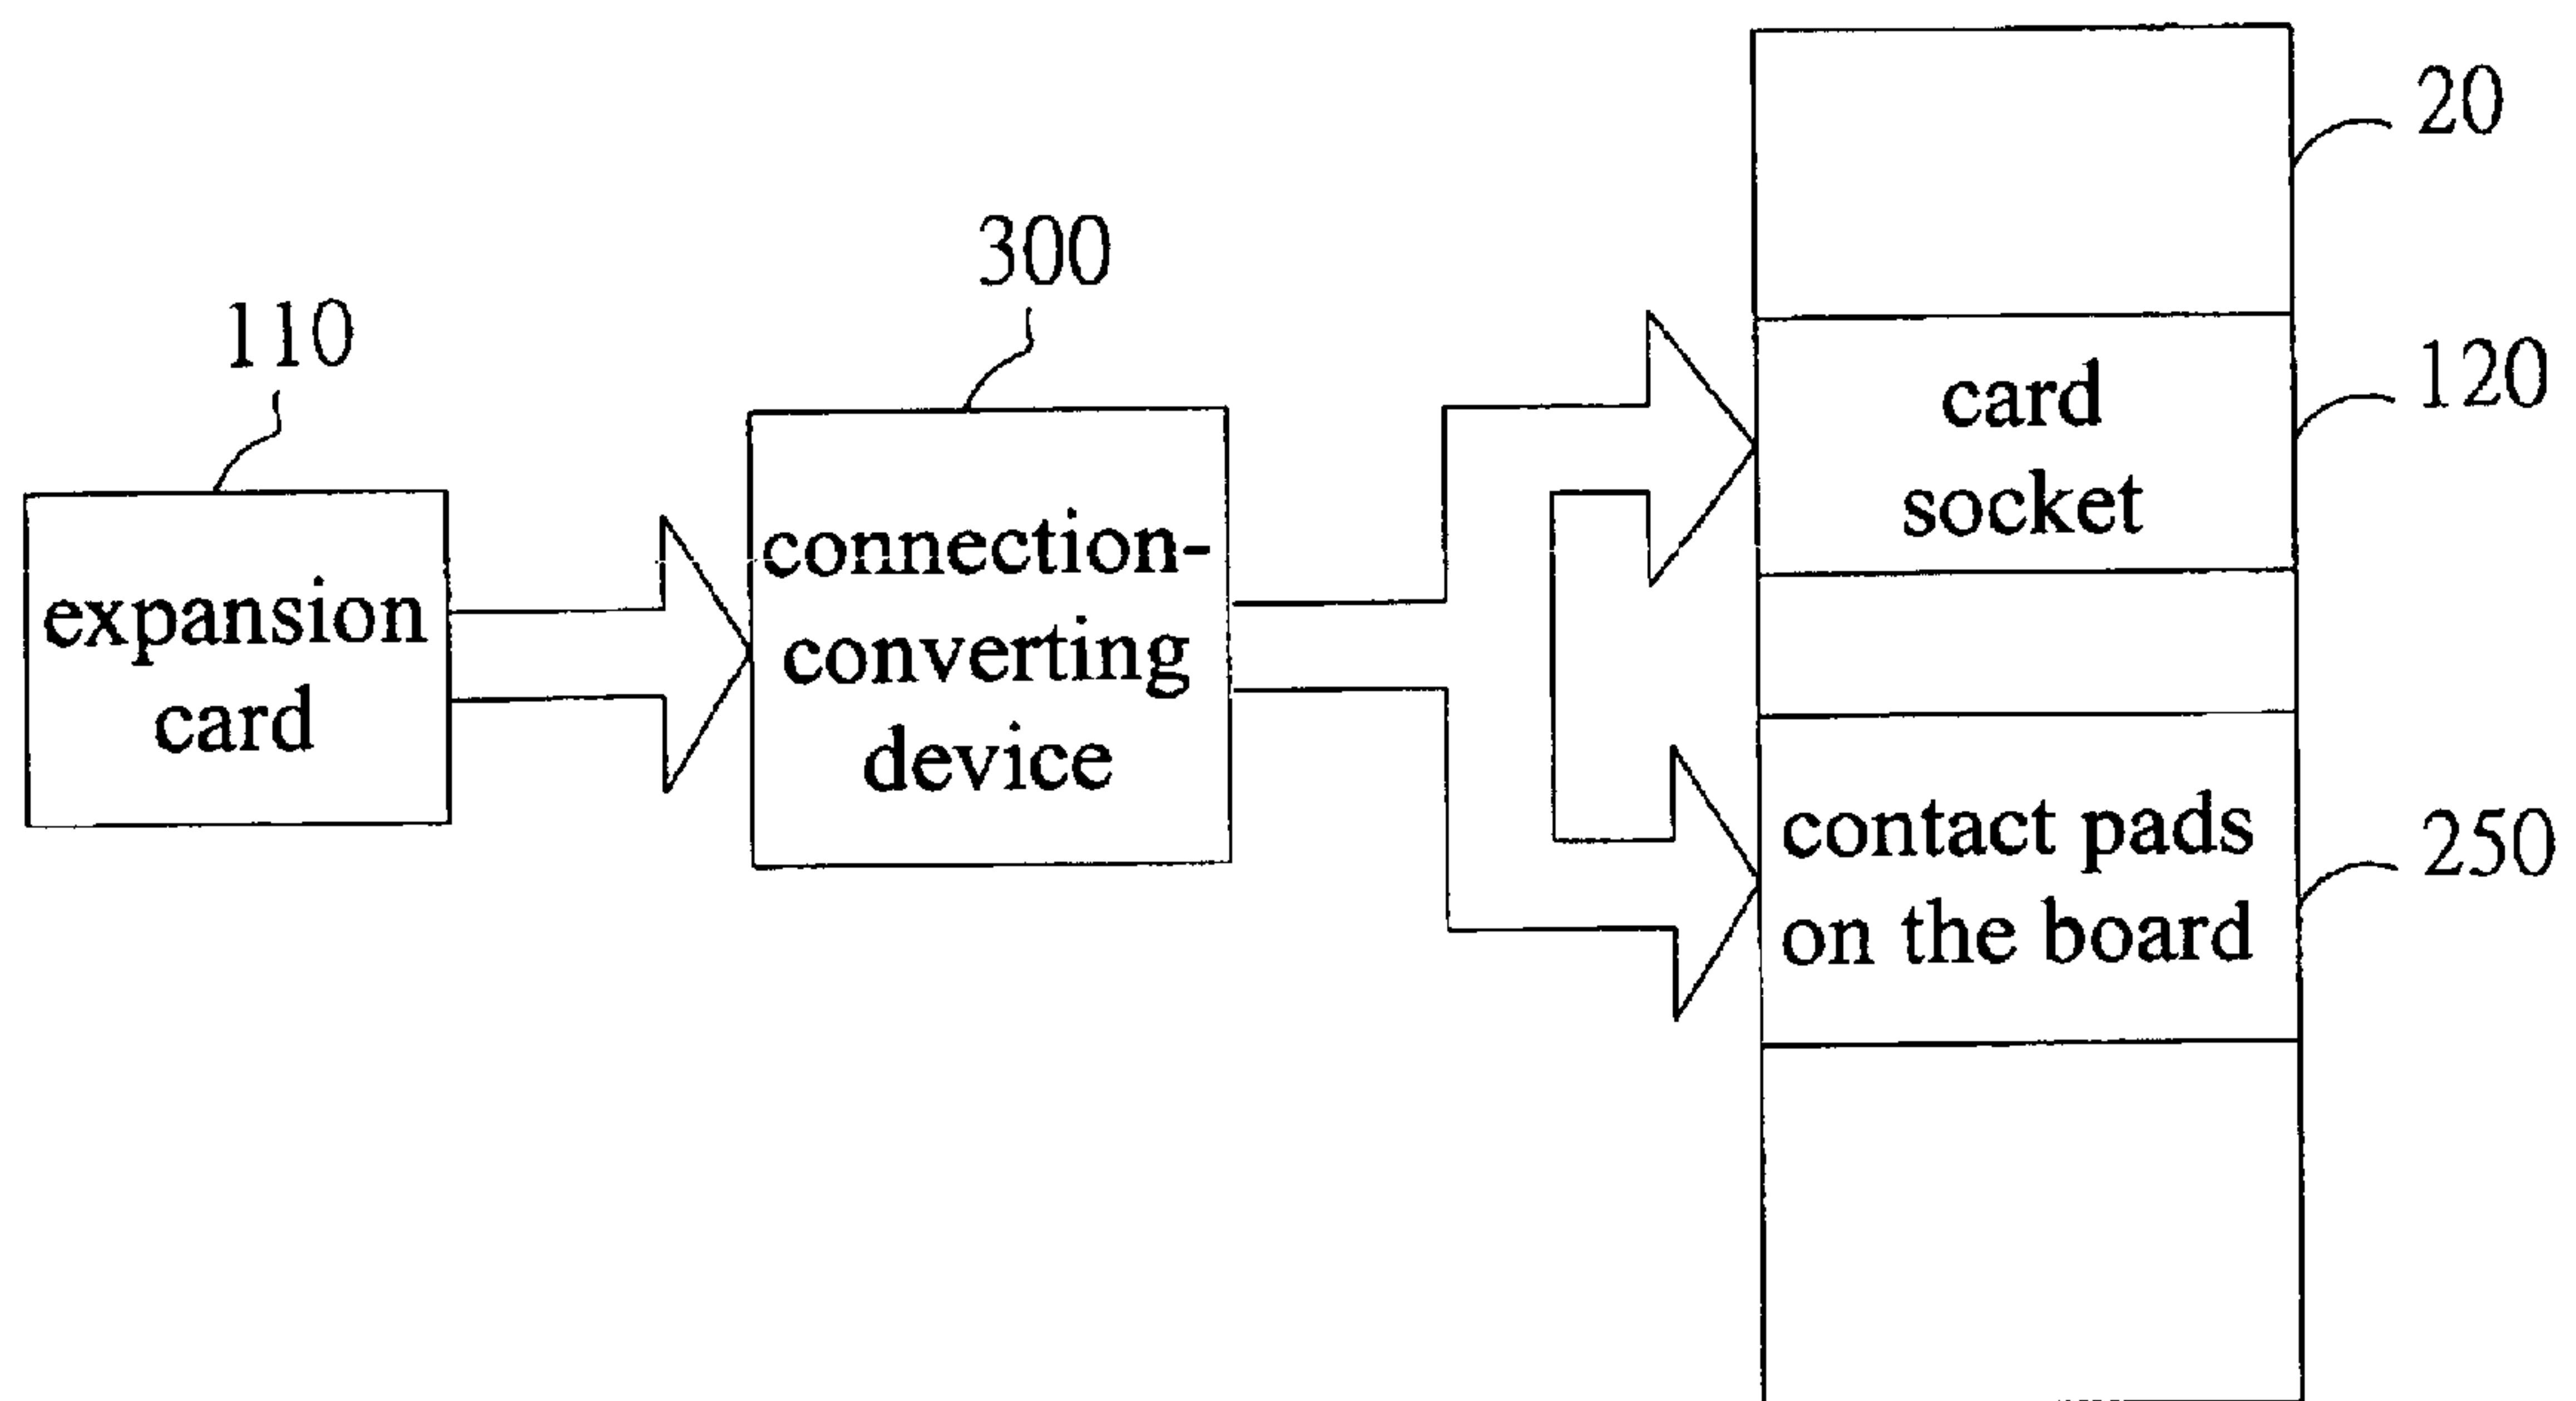 20
300
110
120
card
socket
connection-
converting
device
expansion
card
250
contact pads
on the board